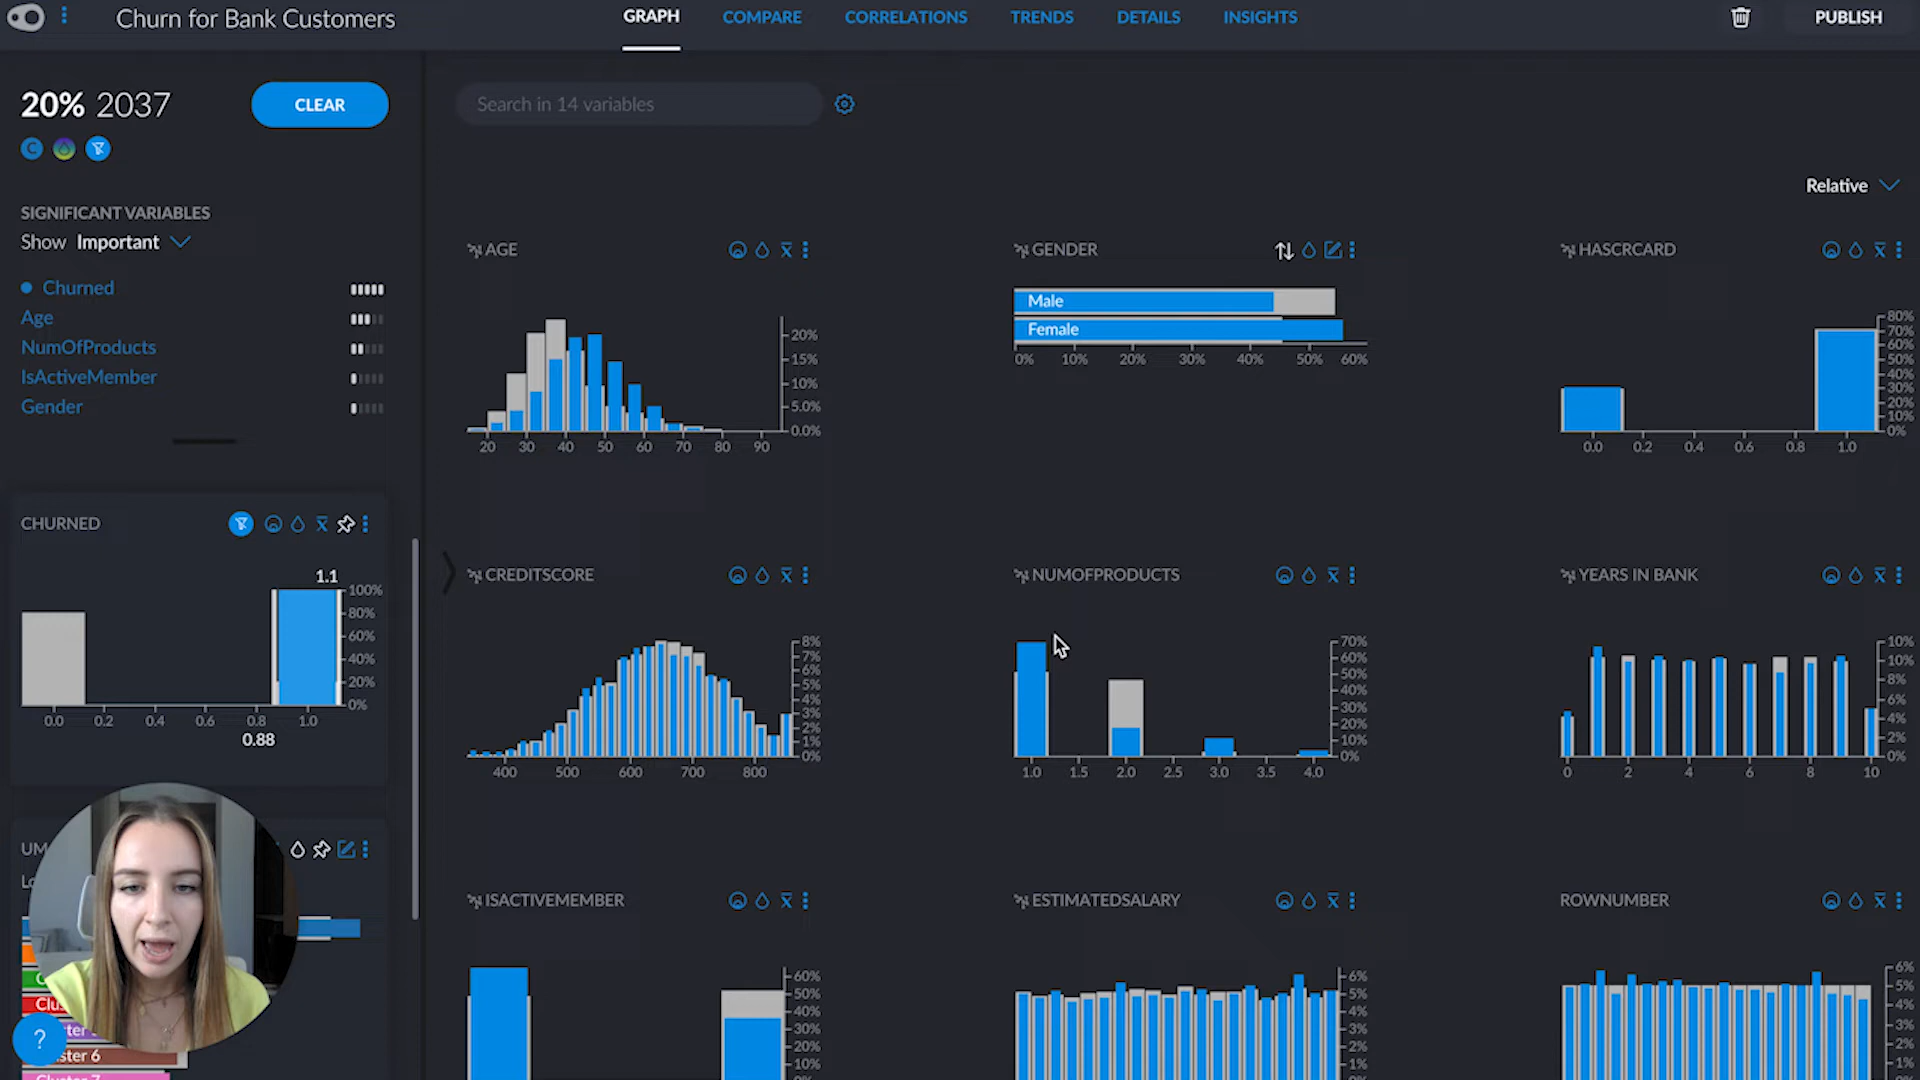 Churn for Bank Customers
GRAPH
COMPARE
CORRELATIONS
TRENDS
DETAILS
INSIGHTS
PUBLISH
20% 2037
CLEAR
C
SIGNIFICANT VARIABLES
Show Important
Churned
Age
NumOfProducts
IsActiveMember
Gender
CHURNED
1.1
100%
80%
60%
40%
20%
0%
0.0 0.2 0.4 0.6 0.8 1.0
0.88
UM
ster 6
?
Search in 14 variables
Relative
AGE
20%
15%
10%
5.0%
0.0%
20 30 40 50 60 70 80 90
GENDER
Male
Female
0% 10% 20% 30% 40% 50% 60%
HASCRCARD
80%
70%
60%
50%
40%
30%
20%
10%
0%
0.0 0.2 0.4 0.6 0.8 1.0
CREDITSCORE
8%
7%
6%
5%
4%
3%
2%
1%
0%
400 500 600 700 800
NUMOFPRODUCTS
70%
60%
50%
40%
30%
20%
10%
0%
1.0 1.5 2.0 2.5 3.0 3.5 4.0
YEARS IN BANK
10%
10%
8%
6%
4%
2%
0%
0 2 4 6 8 10
ISACTIVEMEMBER
60%
50%
40%
30%
20%
10%
ESTIMATEDSALARY
6%
5%
4%
3%
2%
1%
ROWNUMBER
6%
5%
4%
3%
2%
1%